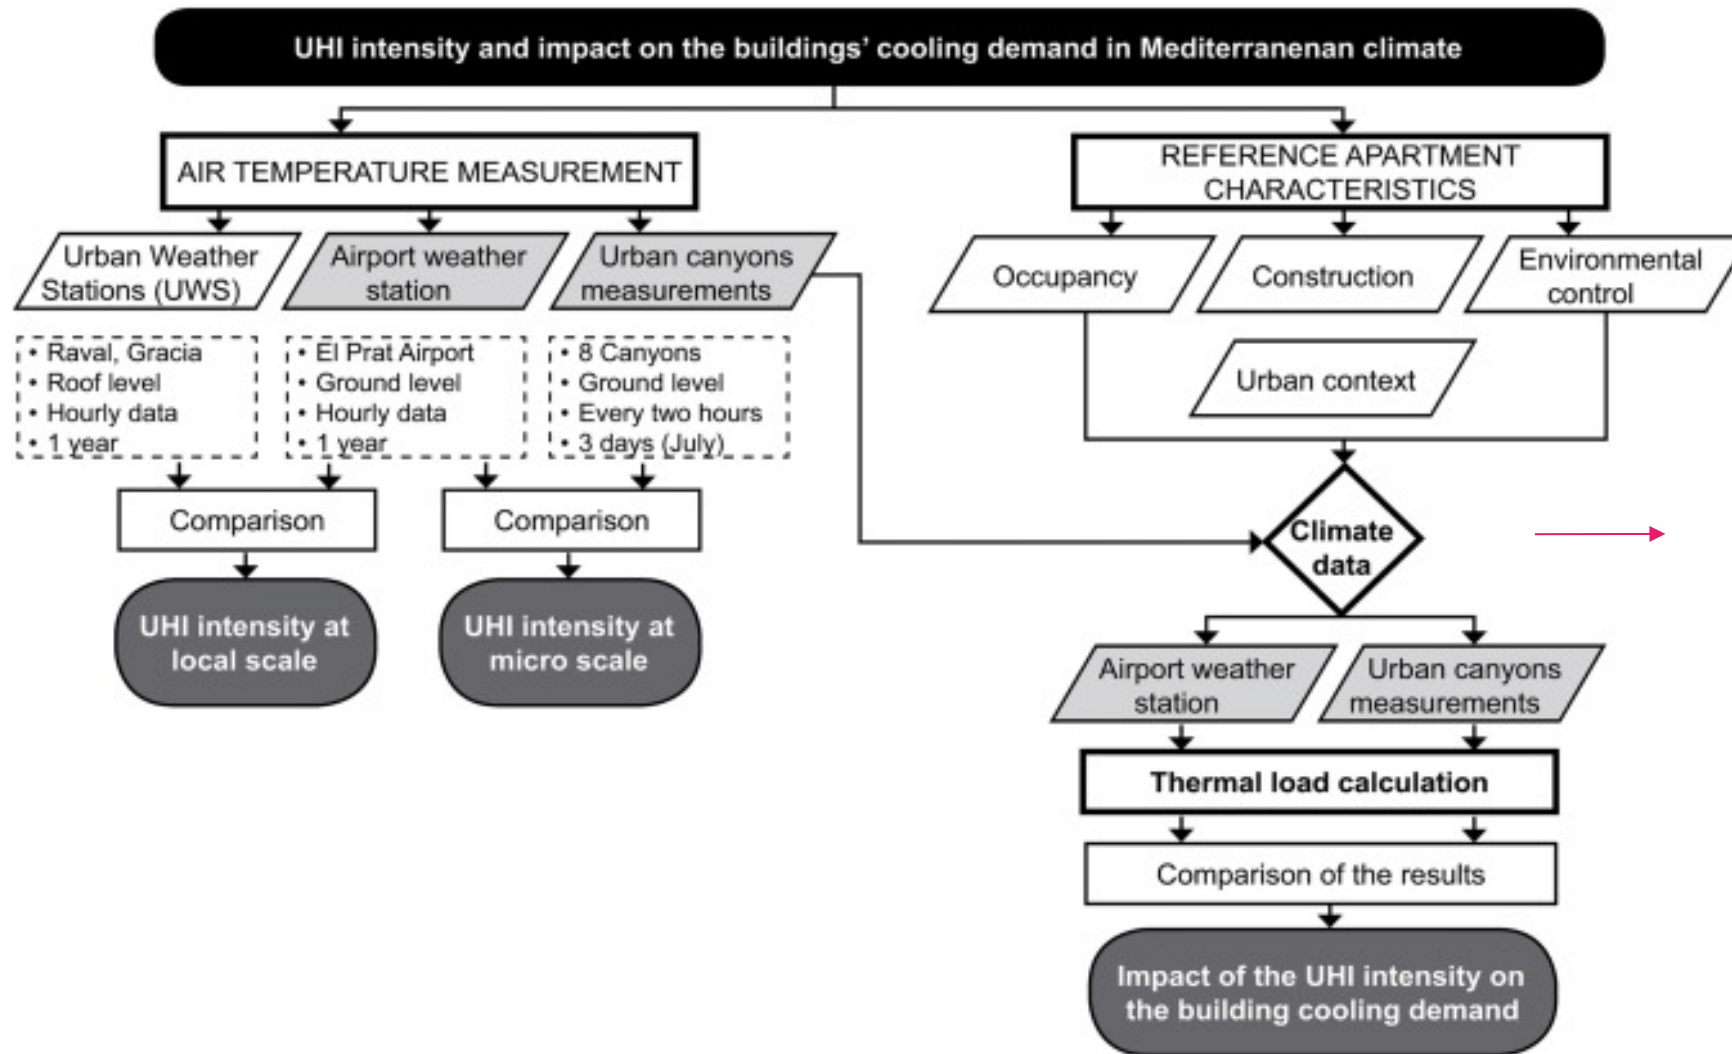 UHI intensity and impact on the buildings' cooling demand in Mediterranenan climate
AIR TEMPERATURE MEASUREMENT
Urban Weather
Stations (UWS)
Airport weather
station
Urban canyons
measurements
• Raval, Gracia
• Roof level
• Hourly data
• 1 year
• El Prat Airport
• Ground level
• Hourly data
• 1 year
• 8 Canyons
• Ground level
• Every two hours
• 3 days (July)
Comparison
Comparison
UHI intensity at
local scale
UHI intensity at
micro scale
REFERENCE APARTMENT
CHARACTERISTICS
Occupancy
Construction
Environmental
control
Urban context
Climate
data
Airport weather
station
Urban canyons
measurements
Thermal load calculation
Comparison of the results
Impact of the UHI intensity on
the building cooling demand